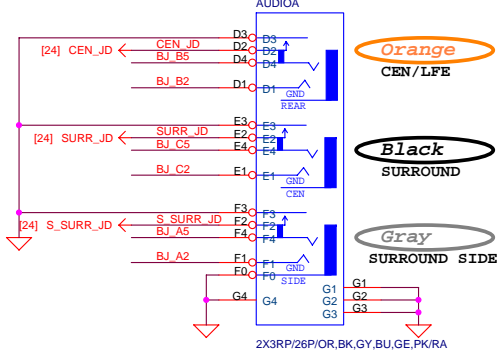 AUDIOA
D3 D3
[24] CEN_JD CEN_JD D2 D2
BJ_B5 D4 D4
BJ_B2 D1 D1
GND
REAR
Orange
CEN/LFE
E3 E3
[24] SURR_JD SURR_JD E2 E2
BJ_C5 E4 E4
BJ_C2 E1 E1
GND
CEN
Black
SURROUND
F3 F3
[24] S_SURR_JD S_SURR_JD F2 F2
BJ_A5 F4 F4
BJ_A2 F1 F1
GND
F0 F0
SIDE
Gray
SURROUND SIDE
G4 G4
G1 G1
G2 G2
G3 G3
2X3RP/26P/OR,BK,GY,BU,GE,PK/RA